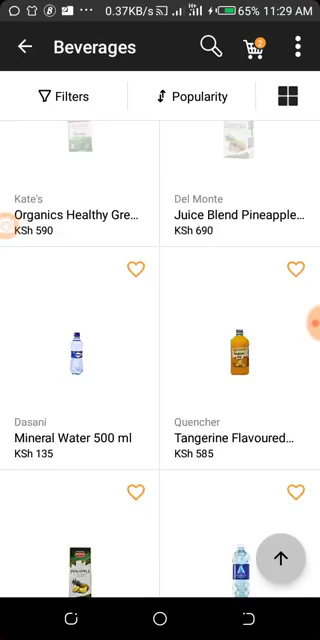 0.37KB/s 65% 11:29 AM
Beverages
2
Filters
Popularity
Kate's
Organics Healthy Gre...
KSh 590
Del Monte
Juice Blend Pineapple...
KSh 690
Dasani
Mineral Water 500 ml
KSh 135
Quencher
Tangerine Flavoured...
KSh 585